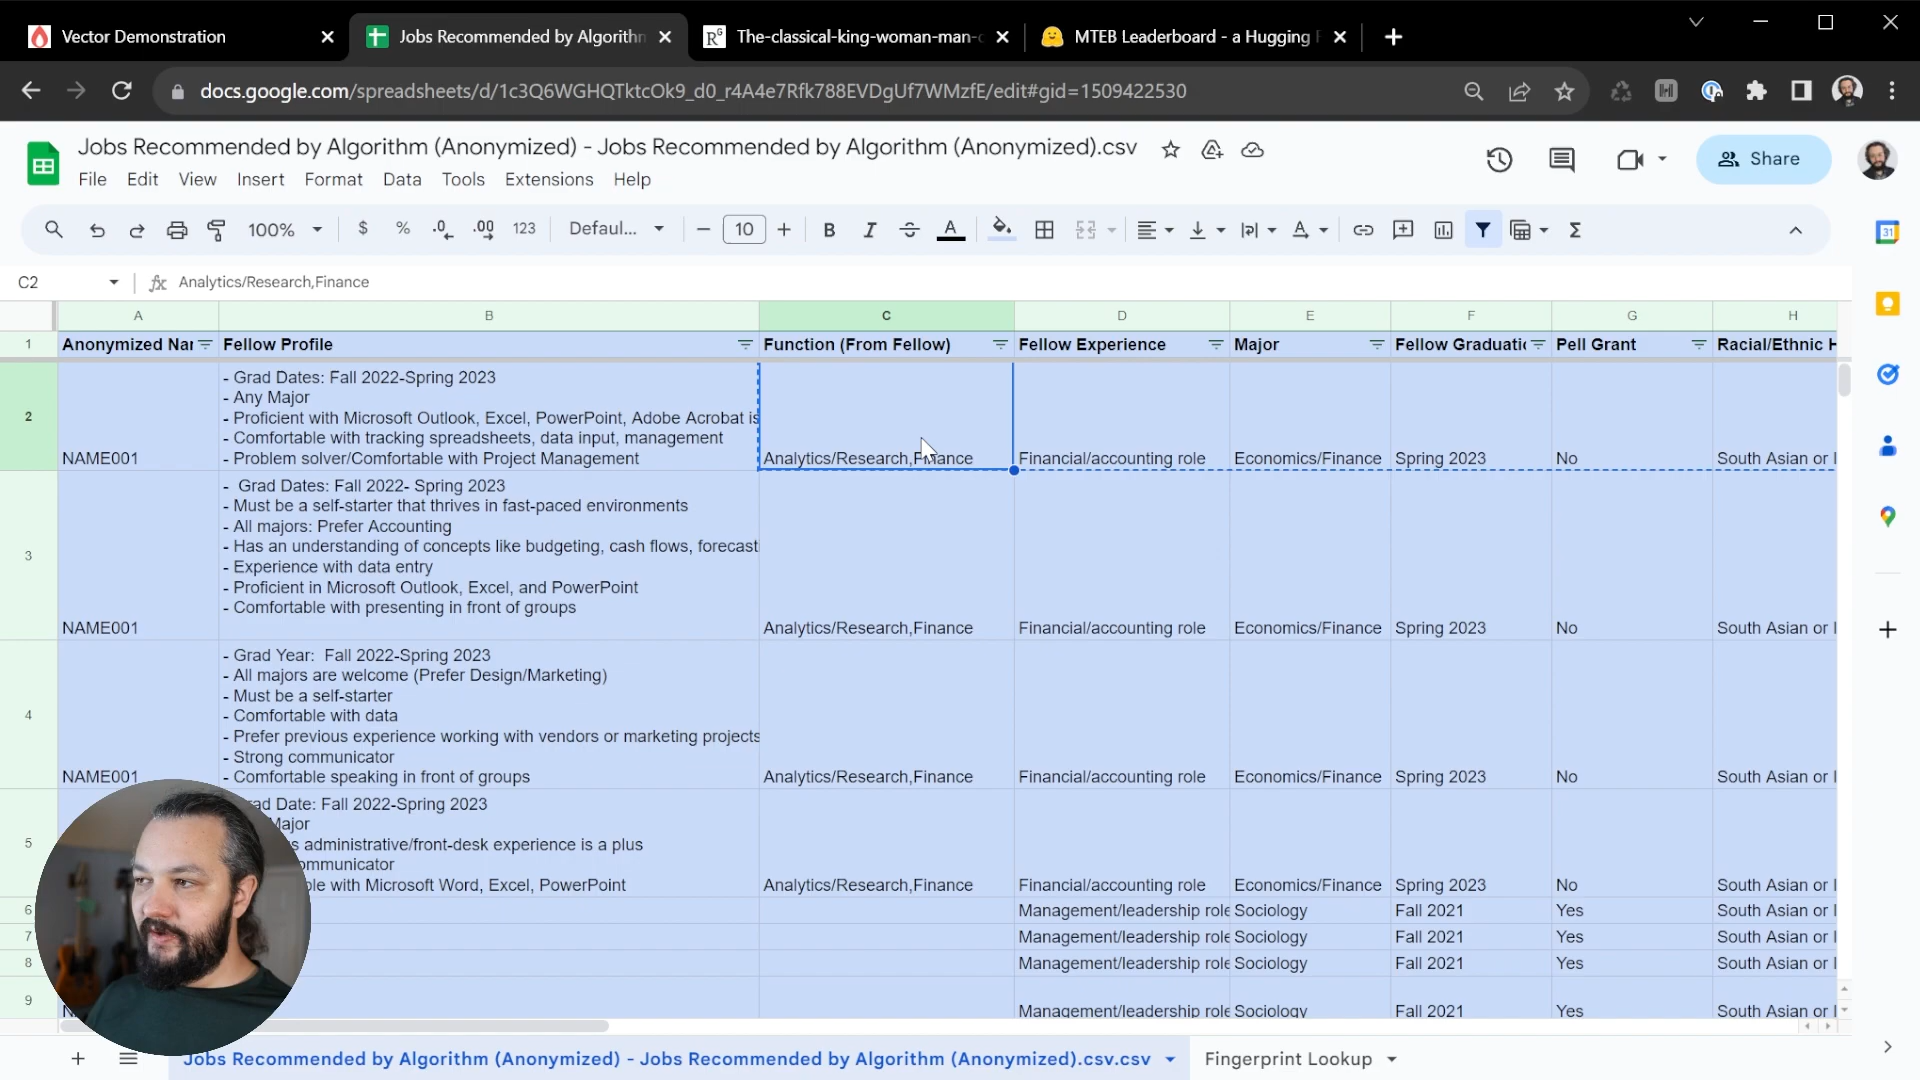 Vector Demonstration
Jobs Recommended by Algorithm
The-classical-king-woman-man-
MTEB Leaderboard - a Hugging F
docs.google.com/spreadsheets/d/1c3Q6WGHQTktcOk9_d0_r4A4e7Rfk788EVDgUf7WMzfE/edit#gid=1509422530
Jobs Recommended by Algorithm (Anonymized) - Jobs Recommended by Algorithm (Anonymized).csv
File Edit View Insert Format Data Tools Extensions Help
Share
100% $ % .0 .00 123 Defaul... 10 B I A
C2 fx Analytics/Research,Finance
A B C D E F G H
1 Anonymized Nar Fellow Profile Function (From Fellow) Fellow Experience Major Fellow Graduatic Pell Grant Racial/Ethnic H
- Grad Dates: Fall 2022-Spring 2023
- Any Major
- Proficient with Microsoft Outlook, Excel, PowerPoint, Adobe Acrobat is
- Comfortable with tracking spreadsheets, data input, management
2 NAME001 - Problem solver/Comfortable with Project Management Analytics/Research,Finance Financial/accounting role Economics/Finance Spring 2023 No South Asian or I
- Grad Dates: Fall 2022- Spring 2023
- Must be a self-starter that thrives in fast-paced environments
- All majors: Prefer Accounting
- Has an understanding of concepts like budgeting, cash flows, forecast
- Experience with data entry
- Proficient in Microsoft Outlook, Excel, and PowerPoint
- Comfortable with presenting in front of groups
3 NAME001 Analytics/Research,Finance Financial/accounting role Economics/Finance Spring 2023 No South Asian or I
- Grad Year: Fall 2022-Spring 2023
- All majors are welcome (Prefer Design/Marketing)
- Must be a self-starter
- Comfortable with data
- Prefer previous experience working with vendors or marketing projects
- Strong communicator
4 NAME001 - Comfortable speaking in front of groups Analytics/Research,Finance Financial/accounting role Economics/Finance Spring 2023 No South Asian or I
Date: Fall 2022-Spring 2023
Major
administrative/front-desk experience is a plus
5 with Microsoft Word, Excel, PowerPoint Analytics/Research,Finance Financial/accounting role Economics/Finance Spring 2023 No South Asian or I
6 Management/leadership role Sociology Fall 2021 Yes South Asian or I
7 Management/leadership role Sociology Fall 2021 Yes South Asian or I
8 Management/leadership role Sociology Fall 2021 Yes South Asian or I
9 Management/leadership role Sociology Fall 2021 Yes South Asian or I
Jobs Recommended by Algorithm (Anonymized) - Jobs Recommended by Algorithm (Anonymized).csv.csv Fingerprint Lookup